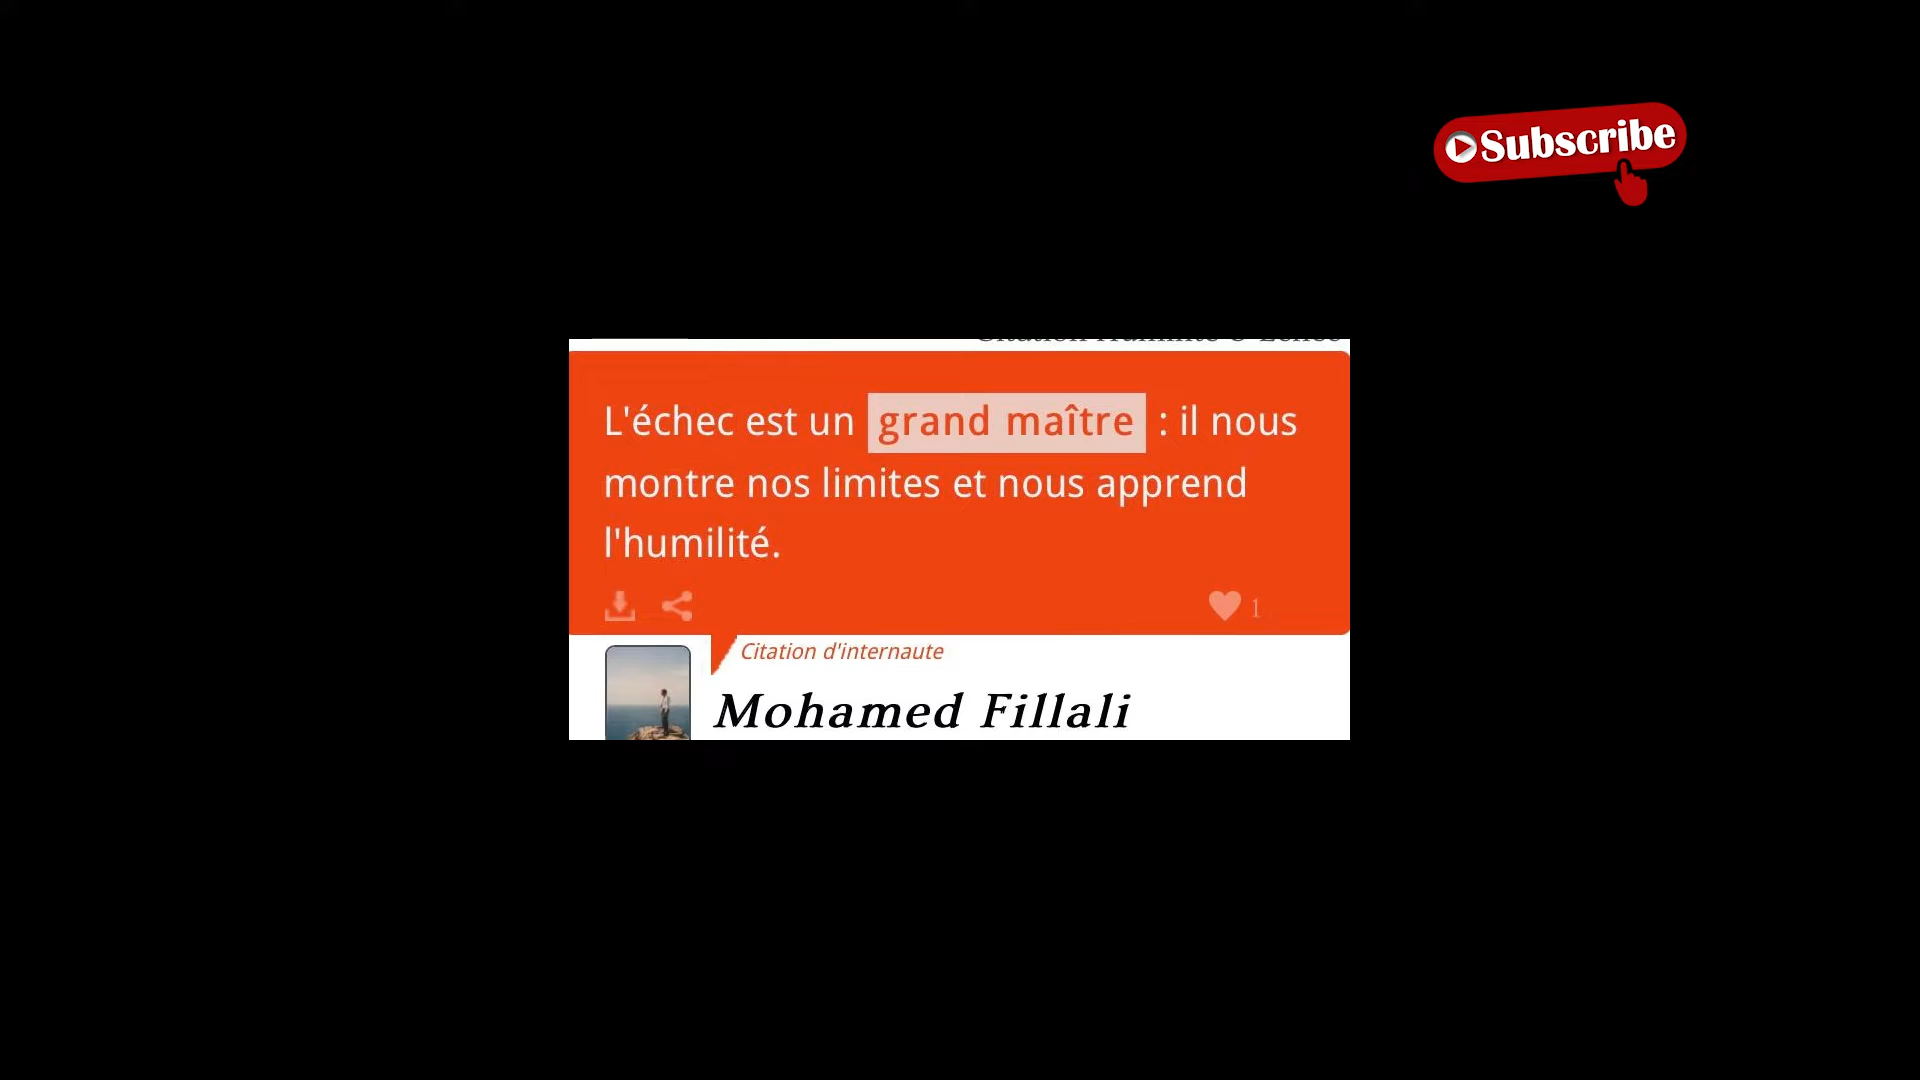 Subscribe
L'échec est un grand maître : il nous
montre nos limites et nous apprend
l'humilité.
1
Citation d'internaute
Mohamed Fillali